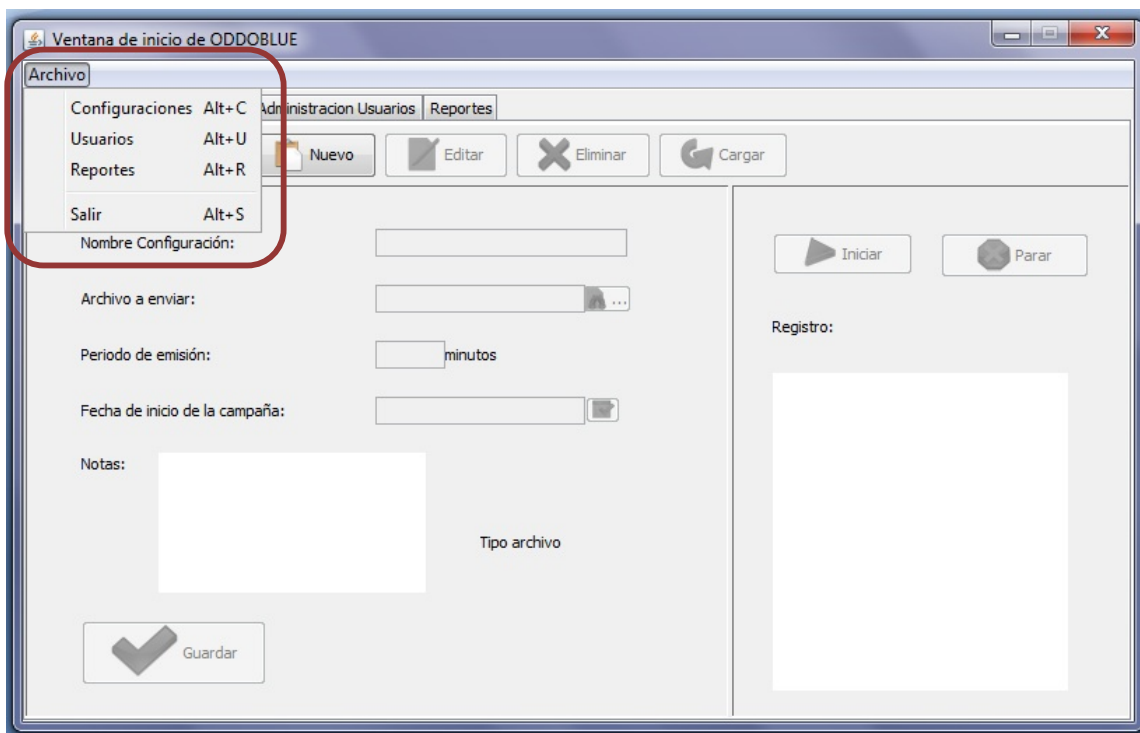 Ventana de inicio de ODDOBLUE
Archivo
Configuraciones Alt+C
Usuarios Alt+U
Reportes Alt+R
Salir Alt+S
Administracion Usuarios Reportes
Nuevo Editar Eliminar Cargar
Nombre Configuración:
Archivo a enviar: ...
Periodo de emisión: minutos
Fecha de inicio de la campaña:
Notas:
Tipo archivo
Guardar
Iniciar Parar
Registro: